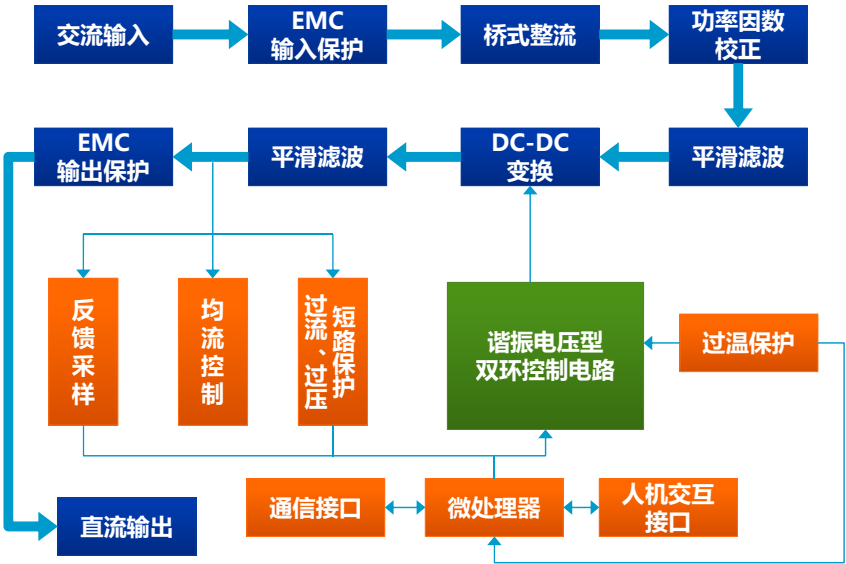 交流输入
EMC
输入保护
桥式整流
功率因数
校正
EMC
输出保护
平滑滤波
DC-DC
变换
平滑滤波
反馈采样
均流控制
过流、过压
短路保护
谐振电压型
双环控制电路
过温保护
通信接口
微处理器
人机交互
接口
直流输出